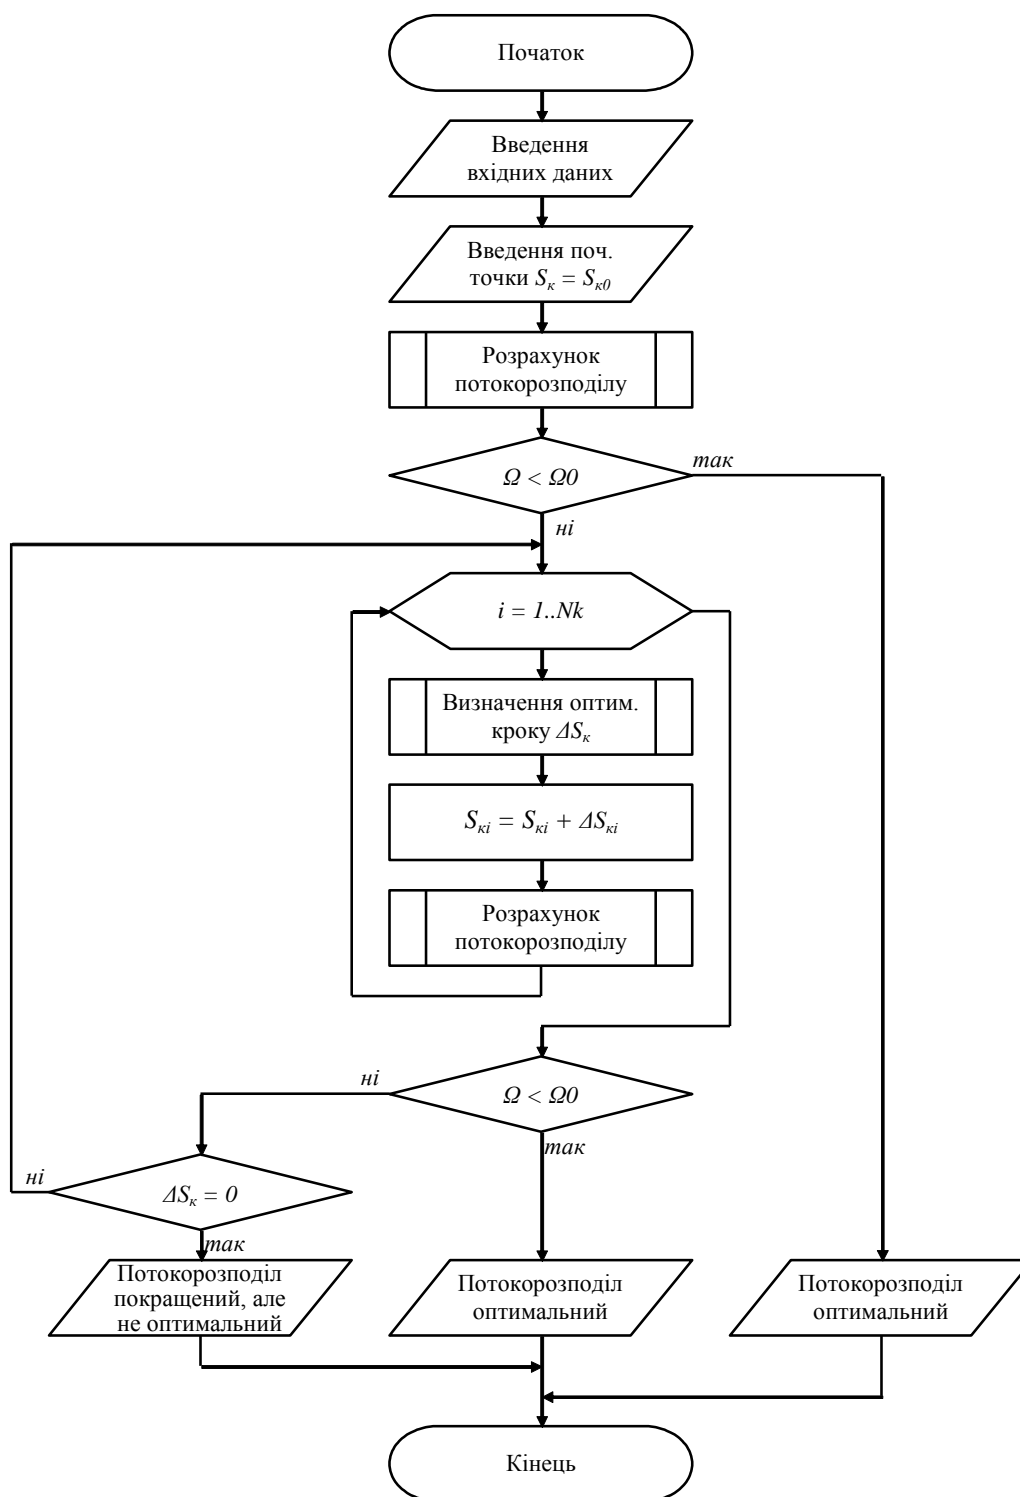 Початок
Введення
вхідних даних
Введення поч.
точки Sк = Sк0
Розрахунок
потокорозподілу
Ω < Ω0
так
ні
i = 1..Nk
Визначення оптим.
кроку ΔSк
Sкi = Sкi + ΔSкi
Розрахунок
потокорозподілу
Ω < Ω0
ні
так
ΔSк = 0
ні
так
Потокорозподіл
покращений, але
не оптимальний
Потокорозподіл
оптимальний
Потокорозподіл
оптимальний
Кінець